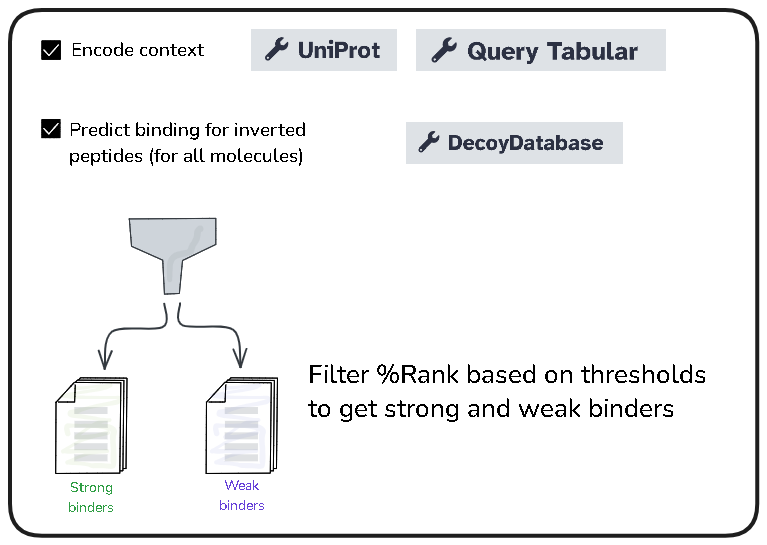 Encode context
UniProt
Query Tabular
Predict binding for inverted
peptides (for all molecules)
DecoyDatabase
Filter %Rank based on thresholds
to get strong and weak binders
Strong
binders
Weak
binders